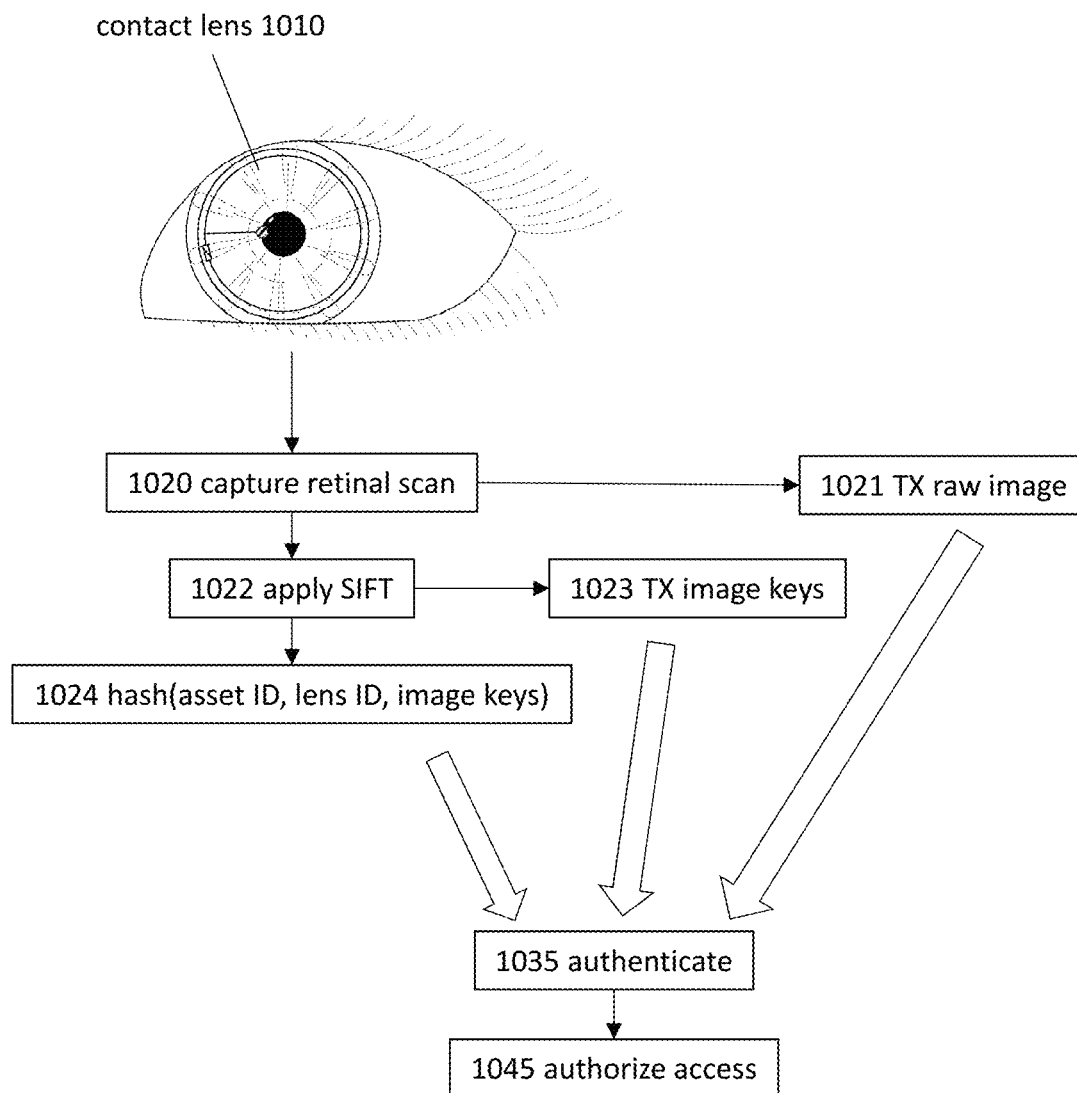 contact lens 1010
1020 capture retinal scan
1021 TX raw image
1022 apply SIFT
1023 TX image keys
1024 hash(asset ID, lens ID, image keys)
1035 authenticate
1045 authorize access